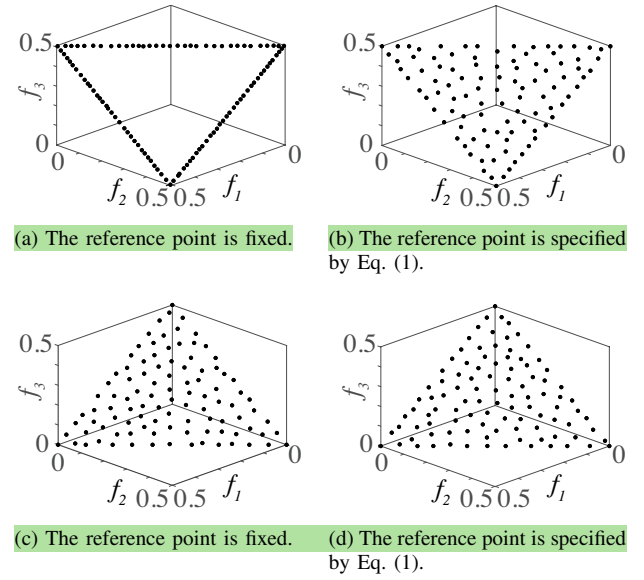 0.5
f3
0
0
f2
0.5
0.5
f1
0
(a) The reference point is fixed.
0.5
f3
0
0
f2
0.5
0.5
f1
0
(b) The reference point is specified
by Eq. (1).
0.5
f3
0
0
f2
0.5
0.5
f1
0
(c) The reference point is fixed.
0.5
f3
0
0
f2
0.5
0.5
f1
0
(d) The reference point is specified
by Eq. (1).